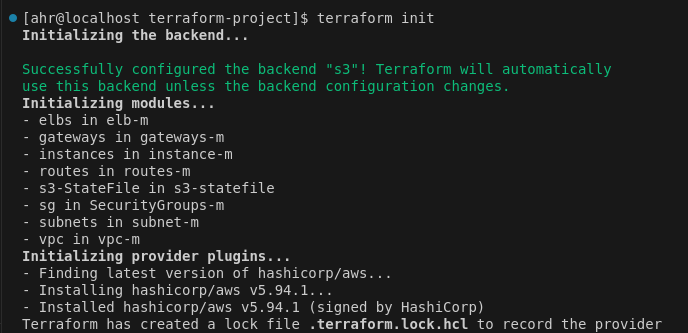 [ahr@localhost terraform-project]$ terraform init
Initializing the backend...
Successfully configured the backend "s3"! Terraform will automatically
use this backend unless the backend configuration changes.
Initializing modules...
- elbs in elb-m
- gateways in gateways-m
- instances in instance-m
- routes in routes-m
- s3-StateFile in s3-statefile
- sg in SecurityGroups-m
- subnets in subnet-m
- vpc in vpc-m
Initializing provider plugins...
- Finding latest version of hashicorp/aws...
- Installing hashicorp/aws v5.94.1...
- Installed hashicorp/aws v5.94.1 (signed by HashiCorp)
Terraform has created a lock file .terraform.lock.hcl to record the provider